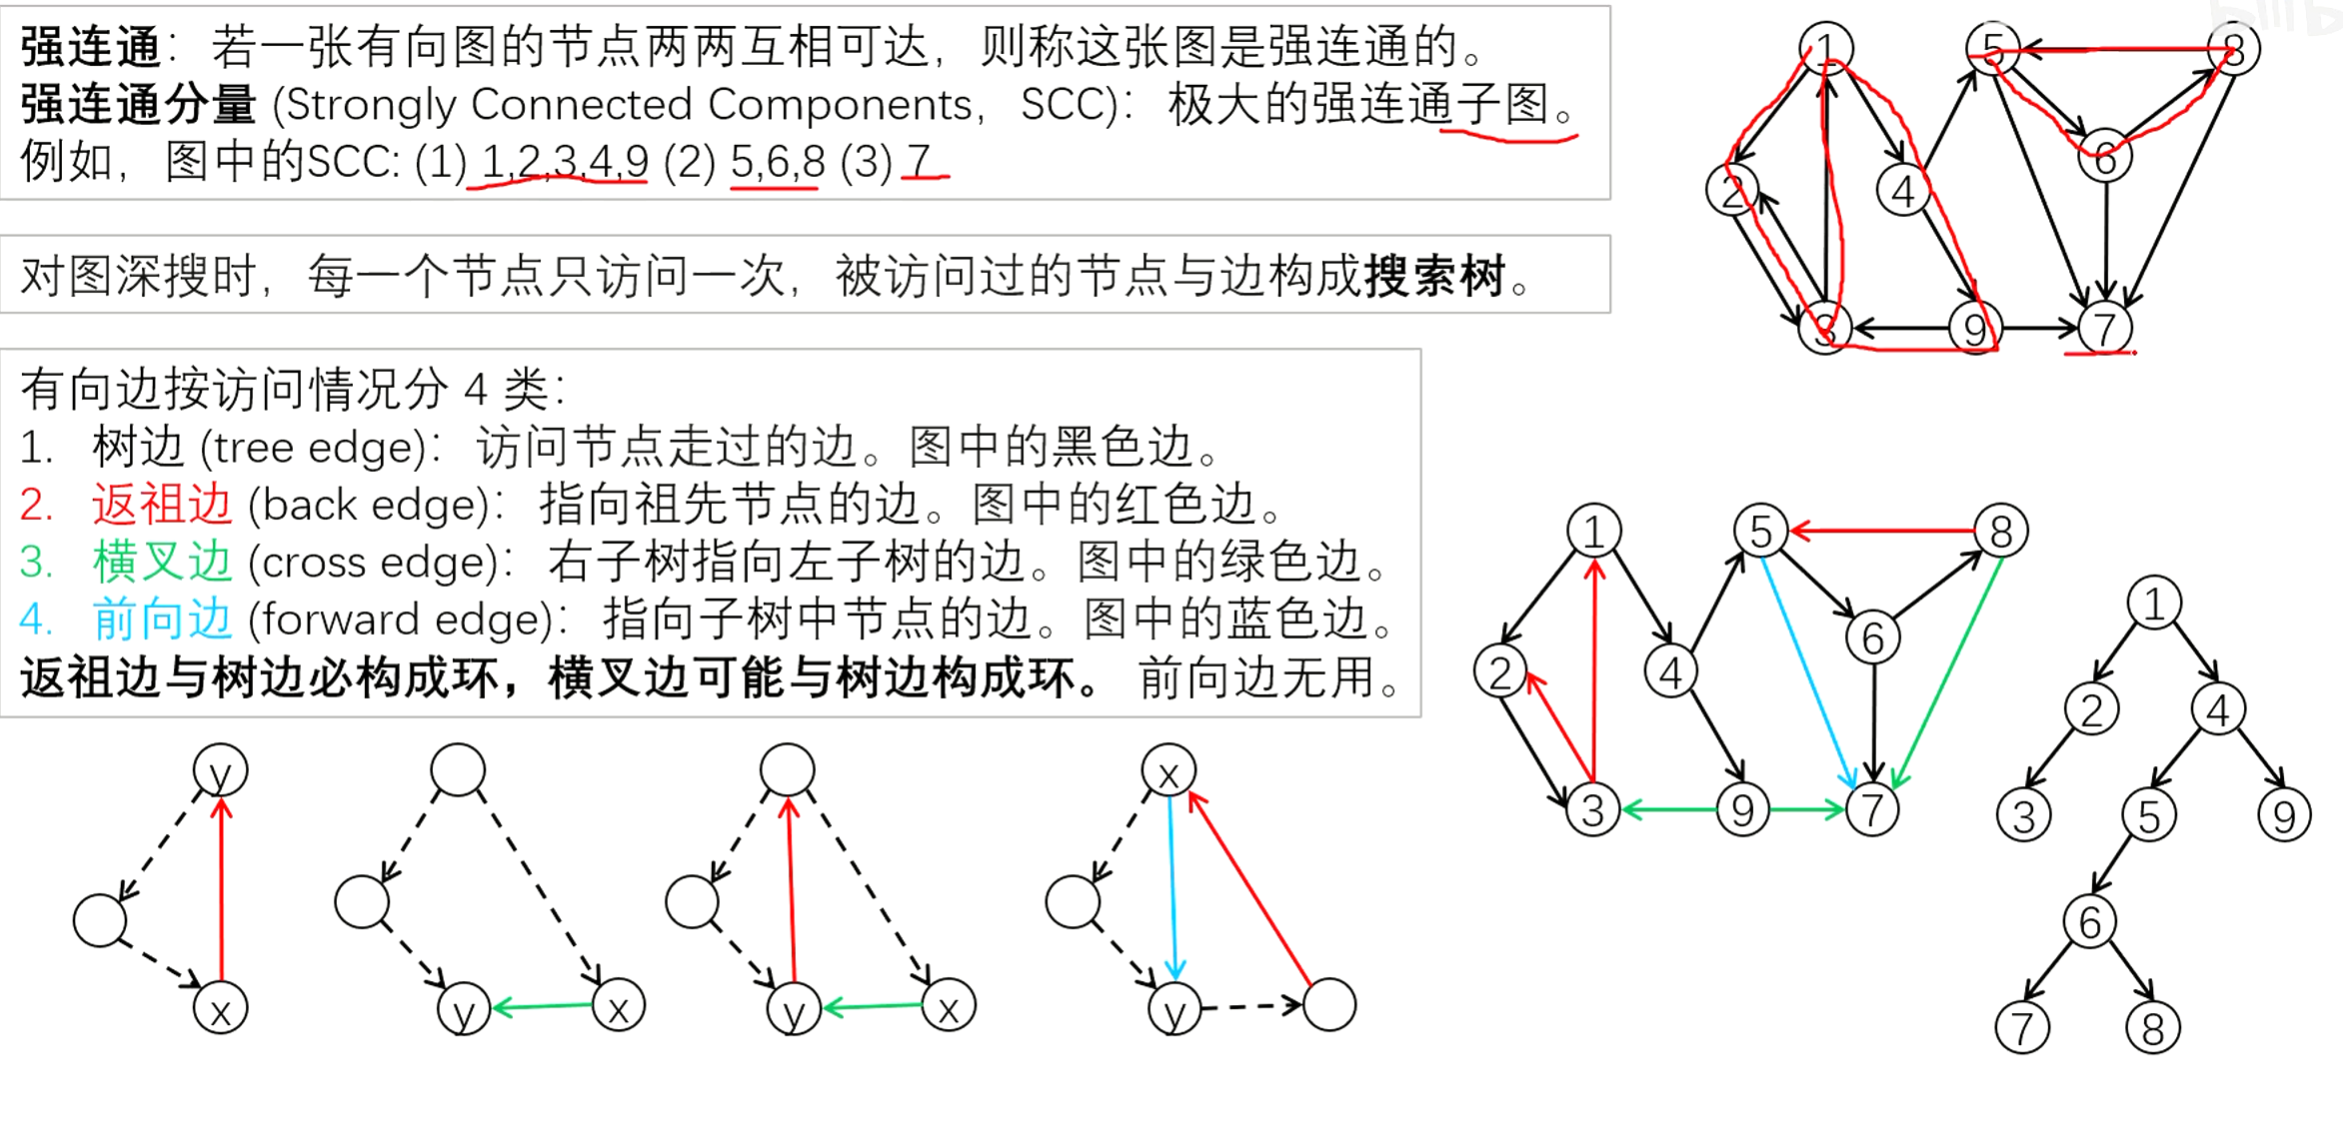 强连通：若一张有向图的节点两两互相可达，则称这张图是强连通的。
强连通分量 (Strongly Connected Components，SCC)：极大的强连通子图。
例如，图中的SCC: (1) 1,2,3,4,9 (2) 5,6,8 (3) 7
对图深搜时，每一个节点只访问一次，被访问过的节点与边构成搜索树。
有向边按访问情况分 4 类：
1. 树边 (tree edge)：访问节点走过的边。图中的黑色边。
2. 返祖边 (back edge)：指向祖先节点的边。图中的红色边。
3. 横叉边 (cross edge)：右子树指向左子树的边。图中的绿色边。
4. 前向边 (forward edge)：指向子树中节点的边。图中的蓝色边。
返祖边与树边必构成环，横叉边可能与树边构成环。 前向边无用。
1 5 8
6
2 4
3 9 7
1 5 8
6
2 4
3 9 7
1
2 4
3 5 9
6
7 8
y x
x y x y x y